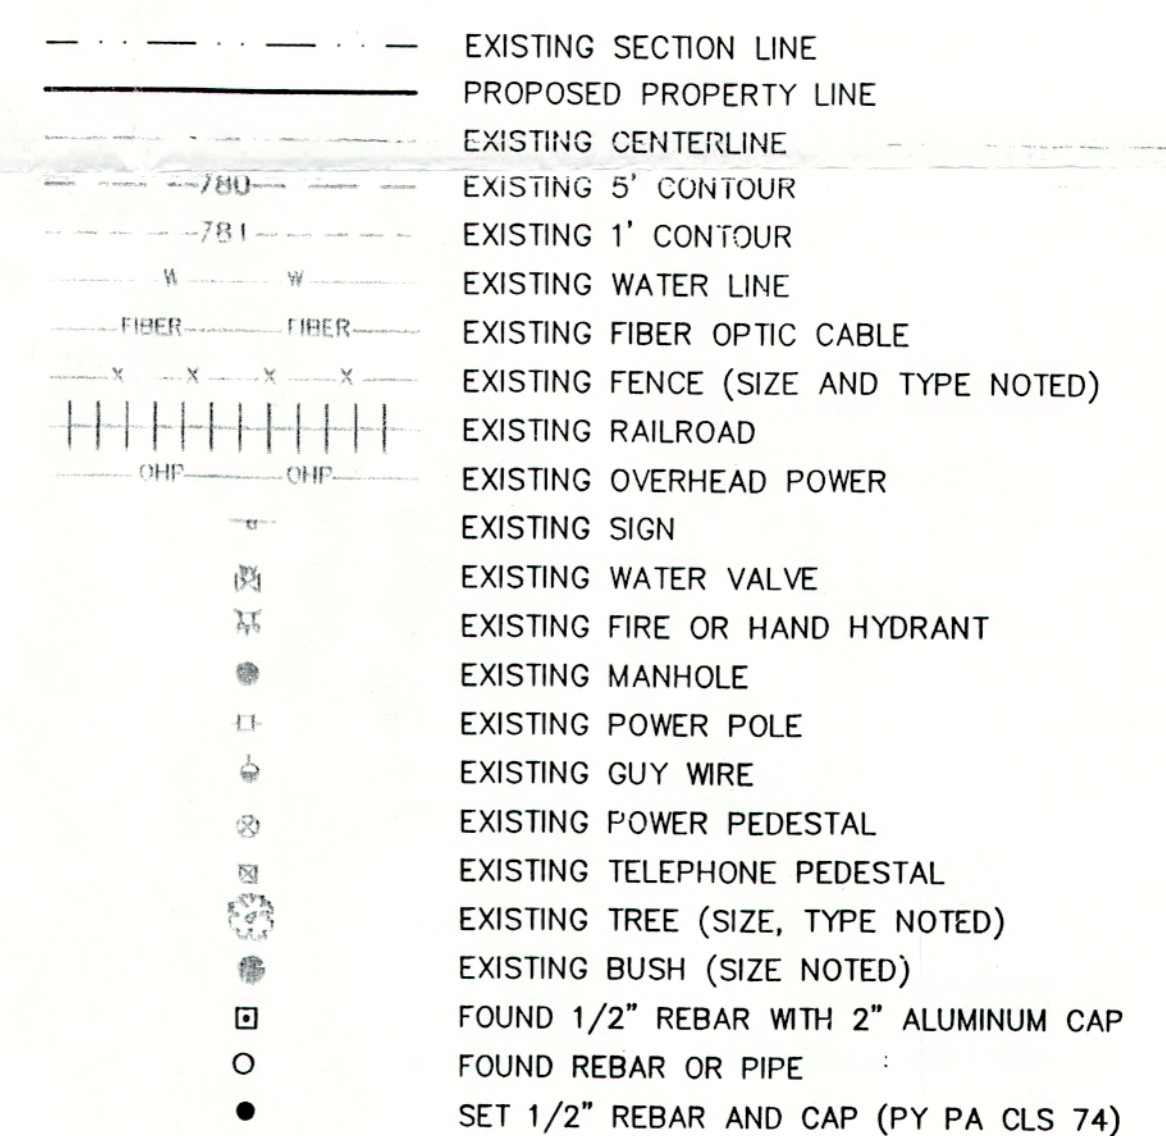 EXISTING SECTION LINE
PROPOSED PROPERTY LINE
EXISTING CENTERLINE
780 EXISTING 5' CONTOUR
781 EXISTING 1' CONTOUR
W W EXISTING WATER LINE
FIBER FIBER EXISTING FIBER OPTIC CABLE
X X X X EXISTING FENCE (SIZE AND TYPE NOTED)
EXISTING RAILROAD
OHP OHP EXISTING OVERHEAD POWER
EXISTING SIGN
EXISTING WATER VALVE
EXISTING FIRE OR HAND HYDRANT
EXISTING MANHOLE
EXISTING POWER POLE
EXISTING GUY WIRE
EXISTING POWER PEDESTAL
EXISTING TELEPHONE PEDESTAL
EXISTING TREE (SIZE, TYPE NOTED)
EXISTING BUSH (SIZE NOTED)
FOUND 1/2" REBAR WITH 2" ALUMINUM CAP
FOUND REBAR OR PIPE
SET 1/2" REBAR AND CAP (PY PA CLS 74)